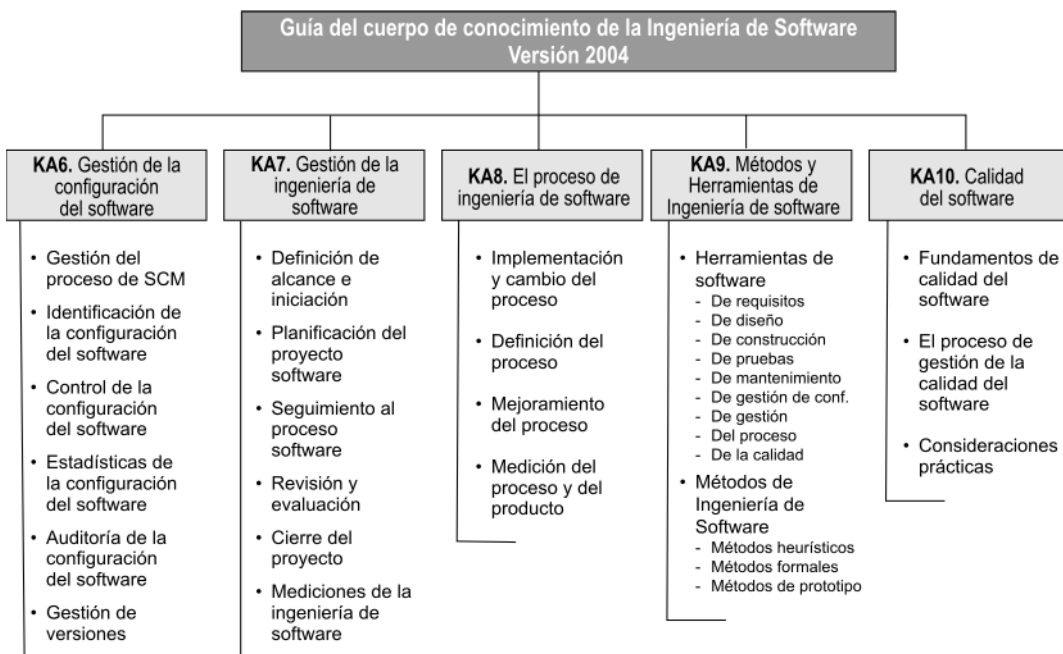 Guía del cuerpo de conocimiento de la Ingeniería de Software
Versión 2004
KA6. Gestión de la
configuración
del software
• Gestión del
proceso de SCM
• Identificación de
la configuración
del software
• Control de la
configuración
del software
• Estadísticas de
la configuración
del software
• Auditoría de la
configuración
del software
• Gestión de
versiones
KA7. Gestión de la
ingeniería de
software
• Definición de
alcance e
iniciación
• Planificación del
proyecto
software
• Seguimiento al
proceso
software
• Revisión y
evaluación
• Cierre del
proyecto
• Mediciones de la
ingeniería de
software
KA8. El proceso de
ingeniería de software
• Implementación
y cambio del
proceso
• Definición del
proceso
• Mejoramiento
del proceso
• Medición del
proceso y del
producto
KA9. Métodos y
Herramientas de
Ingeniería de software
• Herramientas de
software
- De requisitos
- De diseño
- De construcción
- De pruebas
- De mantenimiento
- De gestión de conf.
- De gestión
- Del proceso
- De la calidad
• Métodos de
Ingeniería de
Software
- Métodos heurísticos
- Métodos formales
- Métodos de prototipo
KA10. Calidad
del software
• Fundamentos de
calidad del
software
• El proceso de
gestión de la
calidad del
software
• Consideraciones
prácticas